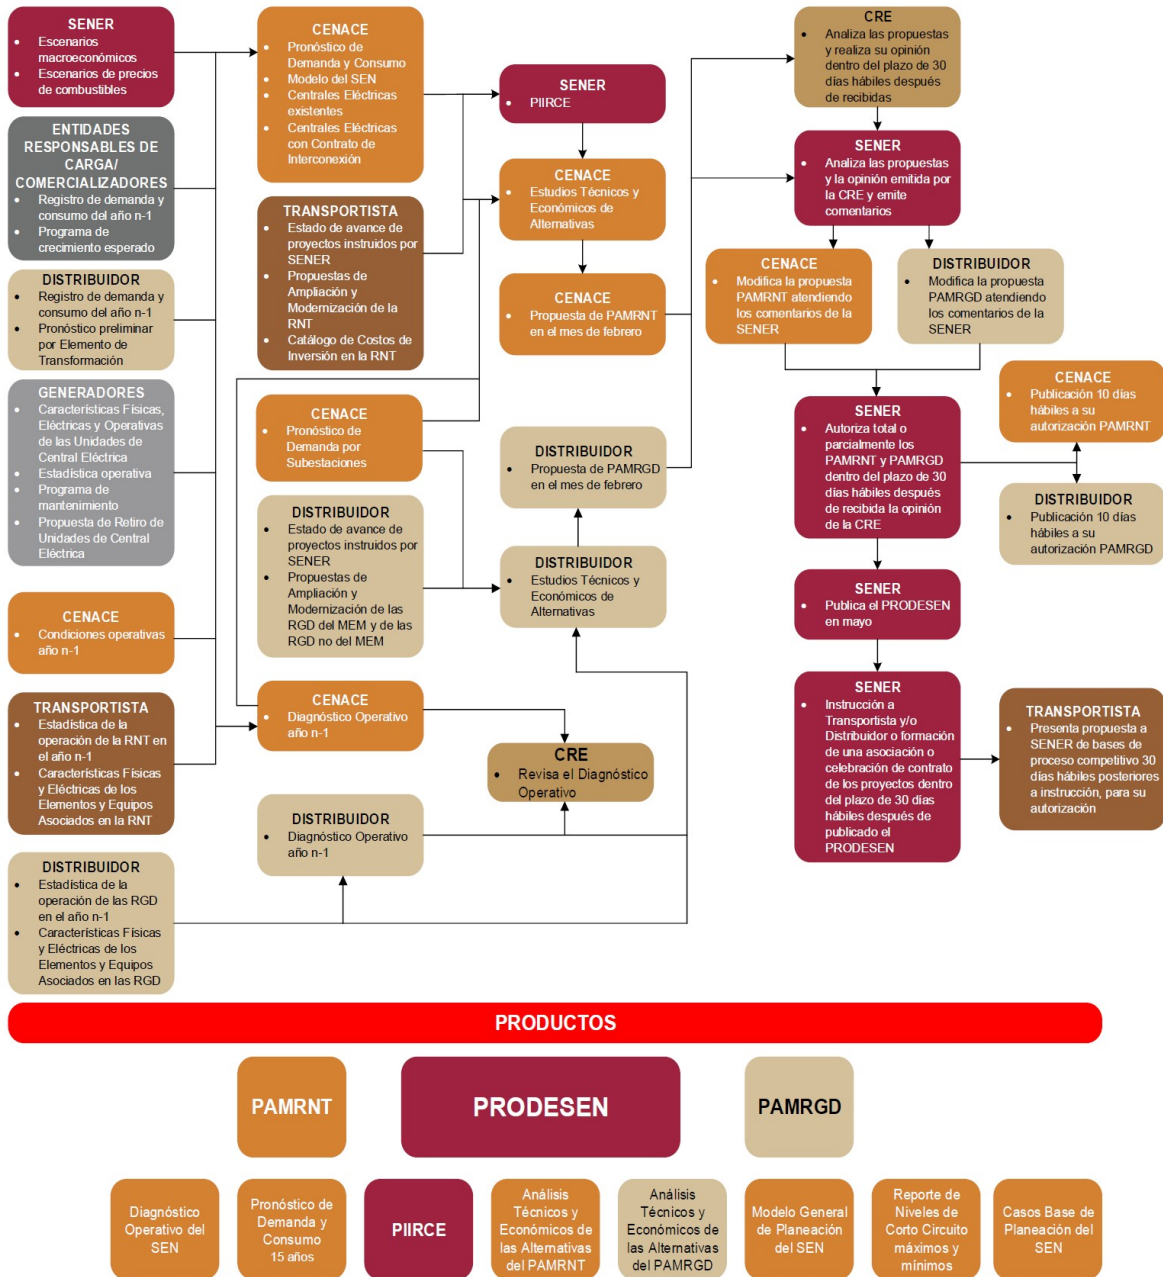 SENER
• Escenarios
macroeconómicos
• Escenarios de precios
de combustibles
ENTIDADES
RESPONSABLES DE
CARGA/
COMERCIALIZADORES
• Registro de demanda y
consumo del año n-1
• Programa de
crecimiento esperado
DISTRIBUIDOR
• Registro de demanda y
consumo del año n-1
• Pronóstico preliminar
por Elemento de
Transformación
GENERADORES
• Características Físicas,
Eléctricas y Operativas
de las Unidades de
Central Eléctrica
• Estadística operativa
• Programa de
mantenimiento
• Propuesta de Retiro de
Unidades de Central
Eléctrica
CENACE
• Condiciones operativas
año n-1
TRANSPORTISTA
• Estadística de la
operación de la RNT en
el año n-1
• Características Físicas
y Eléctricas de los
Elementos y Equipos
Asociados en la RNT
DISTRIBUIDOR
• Estadística de la
operación de las RGD
en el año n-1
• Características Físicas
y Eléctricas de los
Elementos y Equipos
Asociados en las RGD
CENACE
• Pronóstico de
Demanda y Consumo
• Modelo del SEN
• Centrales Eléctricas
existentes
• Centrales Eléctricas
con Contrato de
Interconexión
TRANSPORTISTA
• Estado de avance de
proyectos instruidos por
SENER
• Propuestas de
Ampliación y
Modernización de la
RNT
• Catálogo de Costos de
Inversión en la RNT
CENACE
• Pronóstico de
Demanda por
Subestaciones
DISTRIBUIDOR
• Estado de avance de
proyectos instruidos por
SENER
• Propuestas de
Ampliación y
Modernización de las
RGD del MEM y de las
RGD no del MEM
CENACE
• Diagnóstico Operativo
año n-1
DISTRIBUIDOR
• Diagnóstico Operativo
año n-1
SENER
• PIIRCE
CENACE
• Estudios Técnicos y
Económicos de
Alternativas
CENACE
• Propuesta de PAMRNT
en el mes de febrero
DISTRIBUIDOR
• Propuesta de PAMRGD
en el mes de febrero
DISTRIBUIDOR
• Estudios Técnicos y
Económicos de
Alternativas
CRE
• Revisa el Diagnóstico
Operativo
CRE
• Analiza las propuestas
y realiza su opinión
dentro del plazo de 30
días hábiles después
de recibidas
SENER
• Analiza las propuestas
y la opinión emitida por
la CRE y emite
comentarios
CENACE
• Modifica la propuesta
PAMRNT atendiendo
los comentarios de la
SENER
DISTRIBUIDOR
• Modifica la propuesta
PAMRGD atendiendo
los comentarios de la
SENER
SENER
• Autoriza total o
parcialmente los
PAMRNT y PAMRGD
dentro del plazo de 30
días hábiles después
de recibida la opinión
de la CRE
CENACE
• Publicación 10 días
hábiles a su
autorización PAMRNT
DISTRIBUIDOR
• Publicación 10 días
hábiles a su
autorización PAMRGD
SENER
• Publica el PRODESEN
en mayo
SENER
• Instrucción a
Transportista y/o
Distribuidor o formación
de una asociación o
celebración de contrato
de los proyectos dentro
del plazo de 30 días
hábiles después de
publicado el
PRODESEN
TRANSPORTISTA
• Presenta propuesta a
SENER de bases de
proceso competitivo 30
días hábiles posteriores
a instrucción, para su
autorización
PRODUCTOS
PAMRNT
PRODESEN
PAMRGD
Diagnóstico
Operativo del
SEN
Pronóstico de
Demanda y
Consumo
15 años
PIIRCE
Análisis
Técnicos y
Económicos de
las Alternativas
del PAMRNT
Análisis
Técnicos y
Económicos de
las Alternativas
del PAMRGD
Modelo General
de Planeación
del SEN
Reporte de
Niveles de
Corto Circuito
máximos y
mínimos
Casos Base de
Planeación del
SEN